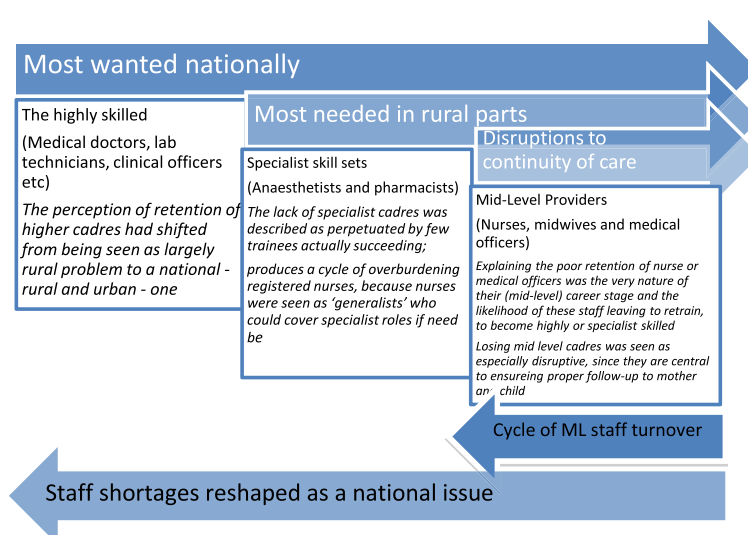 Most wanted nationally
The highly skilled
(Medical doctors, lab
technicians, clinical officers
etc)
The perception of retention of
higher cadres had shifted
from being seen as largely
rural problem to a national -
rural and urban - one
Most needed in rural parts
Specialist skill sets
(Anaesthetists and pharmacists)
The lack of specialist cadres was
described as perpetuated by few
trainees actually succeeding;
produces a cycle of overburdening
registered nurses, because nurses
were seen as ‘generalists’ who
could cover specialist roles if need
be
Disruptions to
continuity of care
Mid-Level Providers
(Nurses, midwives and medical
officers)
Explaining the poor retention of nurse or
medical officers was the very nature of
their (mid-level) career stage and the
likelihood of these staff leaving to retrain,
to become highly or specialist skilled
Losing mid level cadres was seen as
especially disruptive, since they are central
to ensureing proper follow-up to mother
and child
Cycle of ML staff turnover
Staff shortages reshaped as a national issue